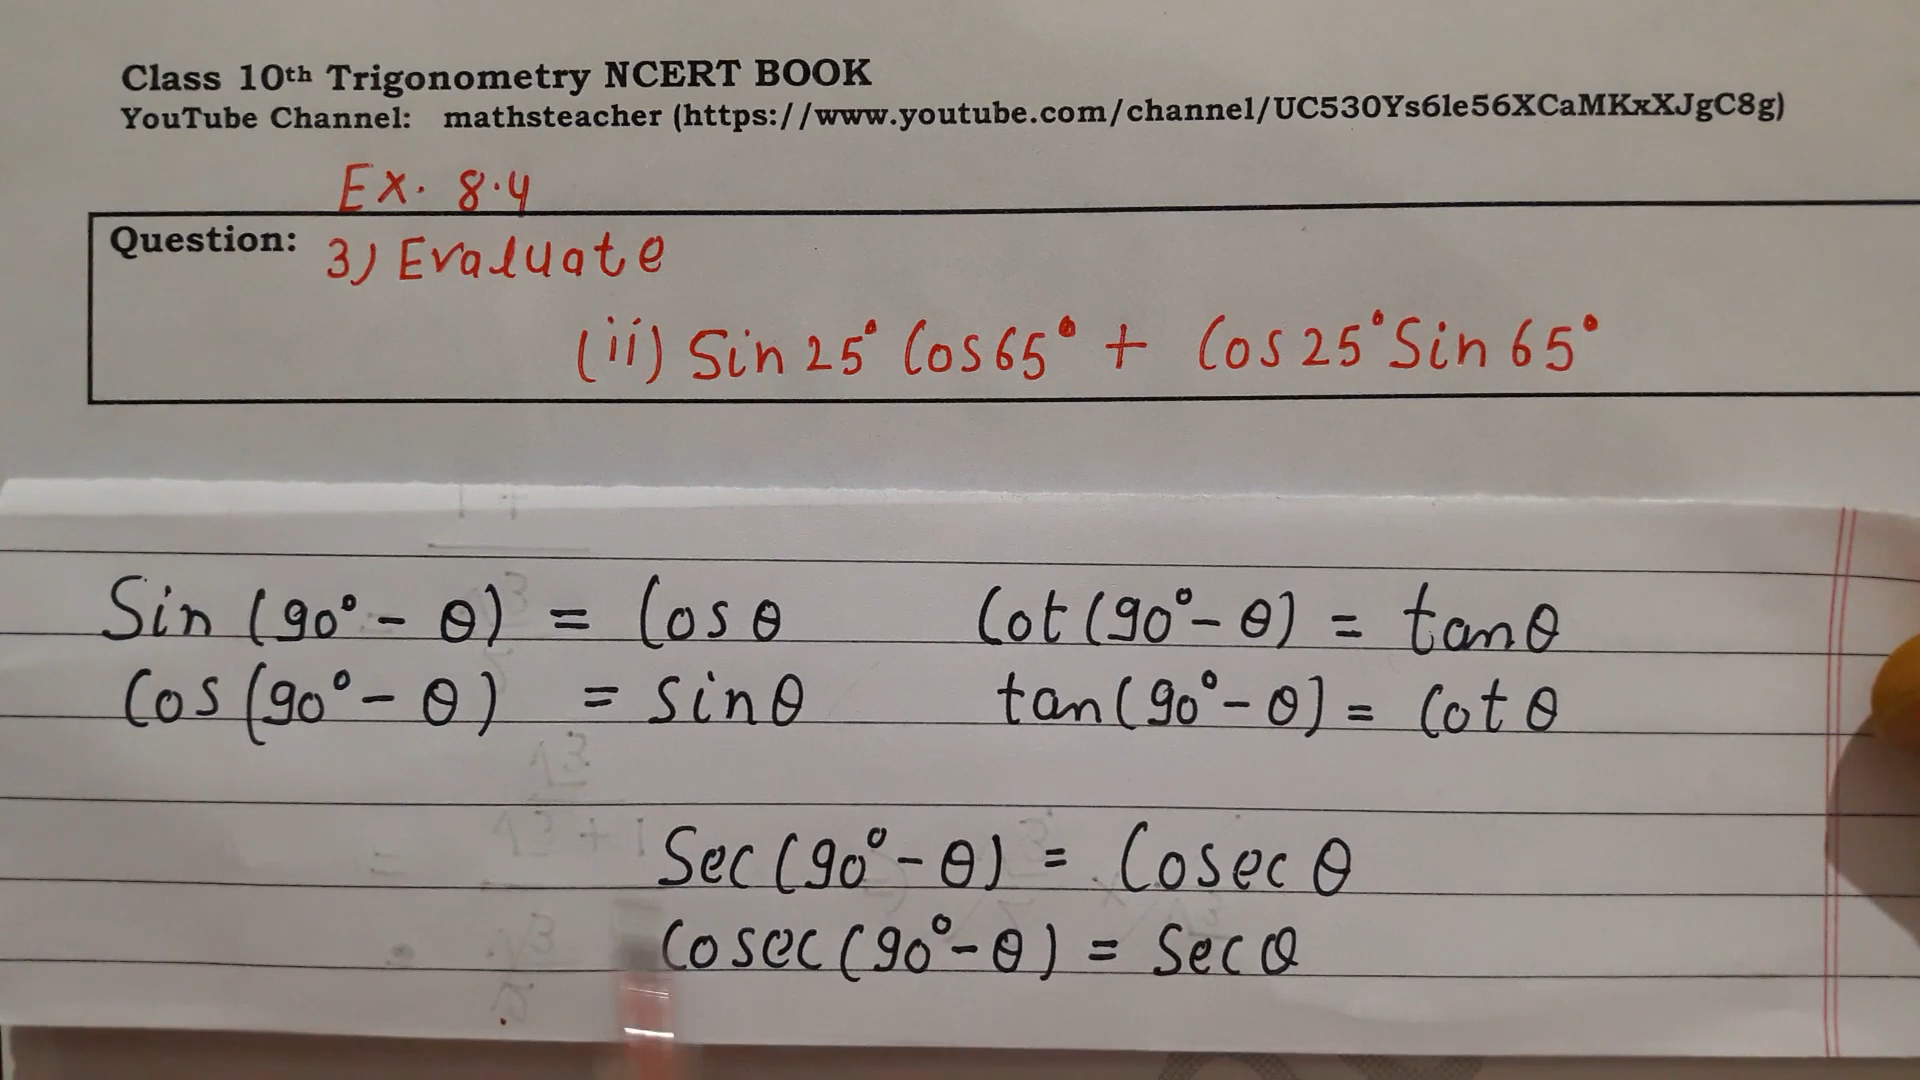 Class 10th Trigonometry NCERT BOOK
YouTube Channel: mathsteacher (https://www.youtube.com/channel/UC530Ys6le56XCaMKxXJgC8g)
Ex. 8.4
Question: 3) Evaluate
(ii) Sin 25° Cos 65° + Cos 25° Sin 65°
Sin (90° - θ) = Cos θ Cot (90° - θ) = tan θ
Cos (90° - θ) = sin θ tan (90° - θ) = Cot θ
Sec (90° - θ) = Cosec θ
Cosec (90° - θ) = Sec θ